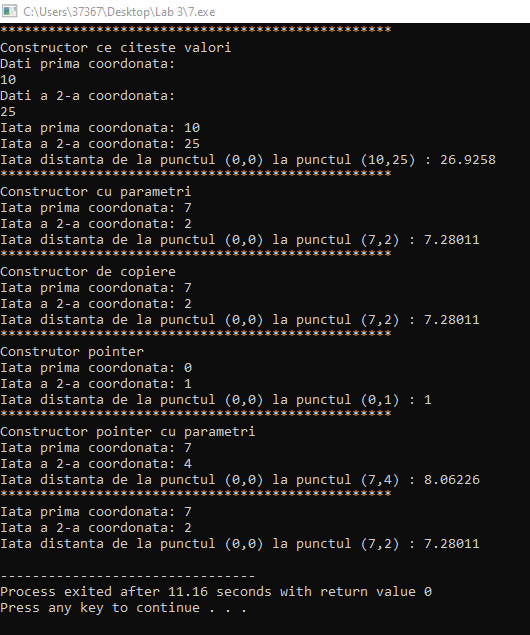 C:\Users\37367\Desktop\Lab 3\7.exe
*************************************************
Constructor ce citeste valori
Dati prima coordonata:
10
Dati a 2-a coordonata:
25
Iata prima coordonata: 10
Iata a 2-a coordonata: 25
Iata distanta de la punctul (0,0) la punctul (10,25) : 26.9258
*************************************************
Constructor cu parametri
Iata prima coordonata: 7
Iata a 2-a coordonata: 2
Iata distanta de la punctul (0,0) la punctul (7,2) : 7.28011
*************************************************
Constructor de copiere
Iata prima coordonata: 7
Iata a 2-a coordonata: 2
Iata distanta de la punctul (0,0) la punctul (7,2) : 7.28011
*************************************************
Construtor pointer
Iata prima coordonata: 0
Iata a 2-a coordonata: 1
Iata distanta de la punctul (0,0) la punctul (0,1) : 1
*************************************************
Constructor pointer cu parametri
Iata prima coordonata: 7
Iata a 2-a coordonata: 4
Iata distanta de la punctul (0,0) la punctul (7,4) : 8.06226
*************************************************
Iata prima coordonata: 7
Iata a 2-a coordonata: 2
Iata distanta de la punctul (0,0) la punctul (7,2) : 7.28011
--------------------------------
Process exited after 11.16 seconds with return value 0
Press any key to continue . . .